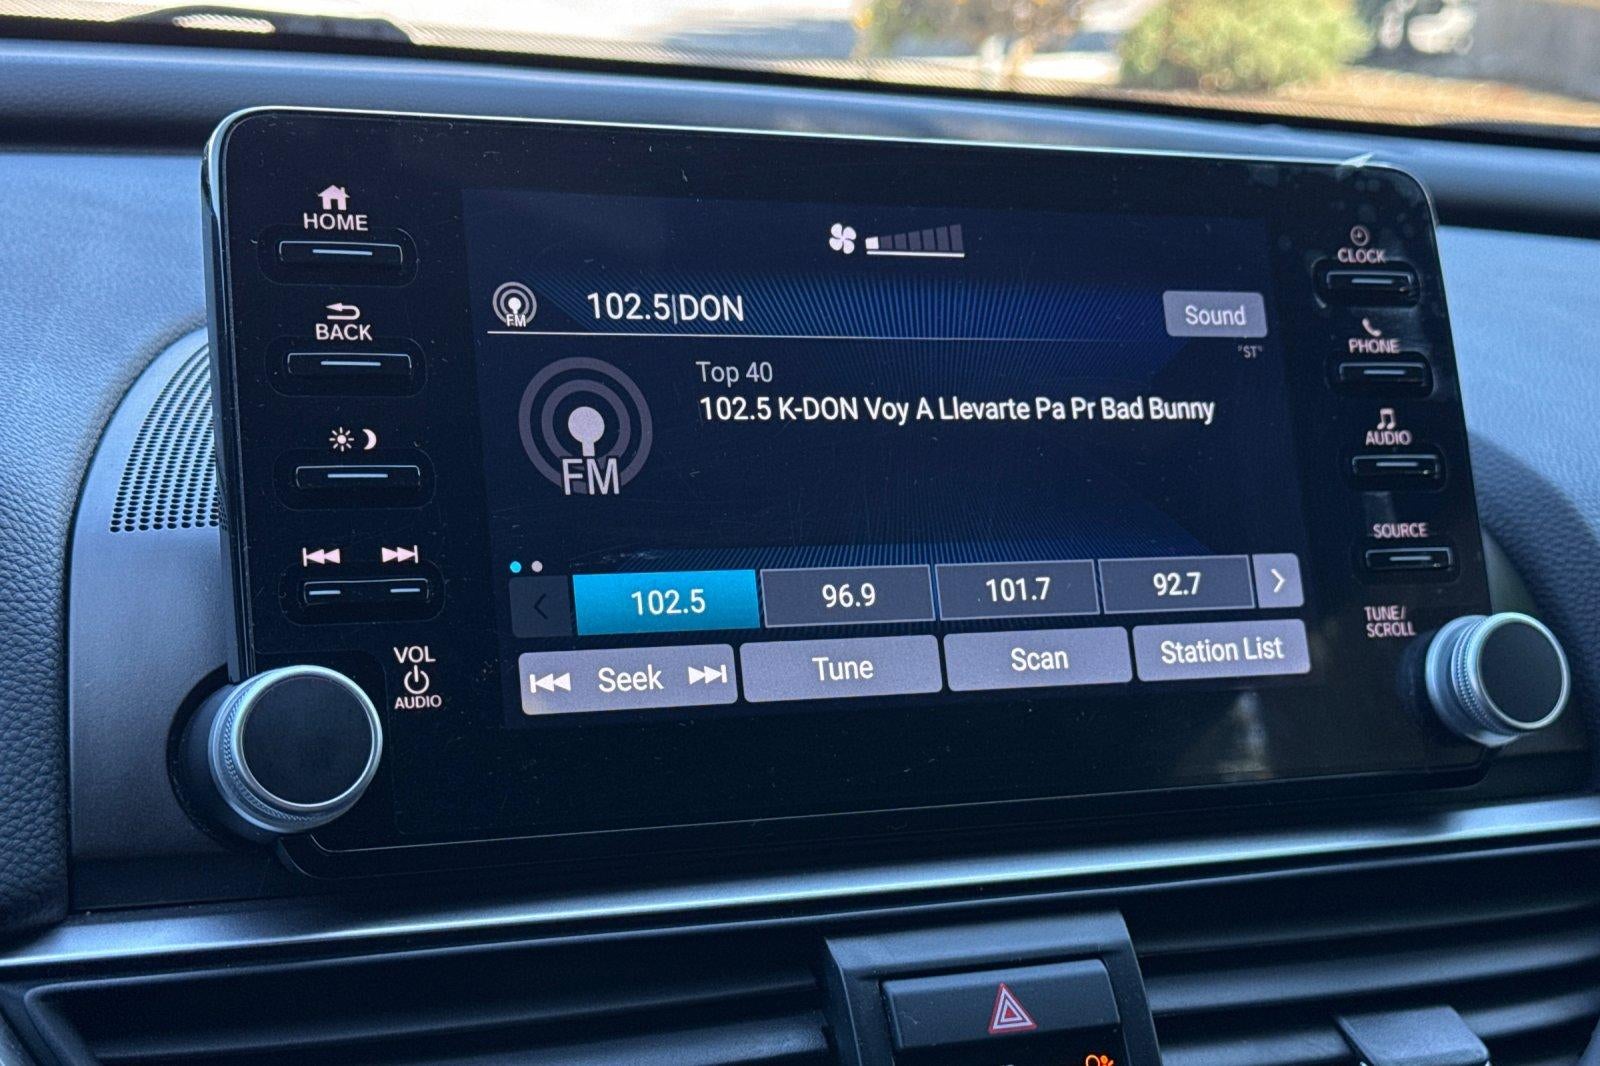 HOME
BACK
VOL
AUDIO
FM
102.5|DON
Sound
"ST"
FM
Top 40
102.5 K-DON Voy A Llevarte Pa Pr Bad Bunny
102.5
96.9
101.7
92.7
Seek
Tune
Scan
Station List
CLOCK
PHONE
AUDIO
SOURCE
TUNE/
SCROLL